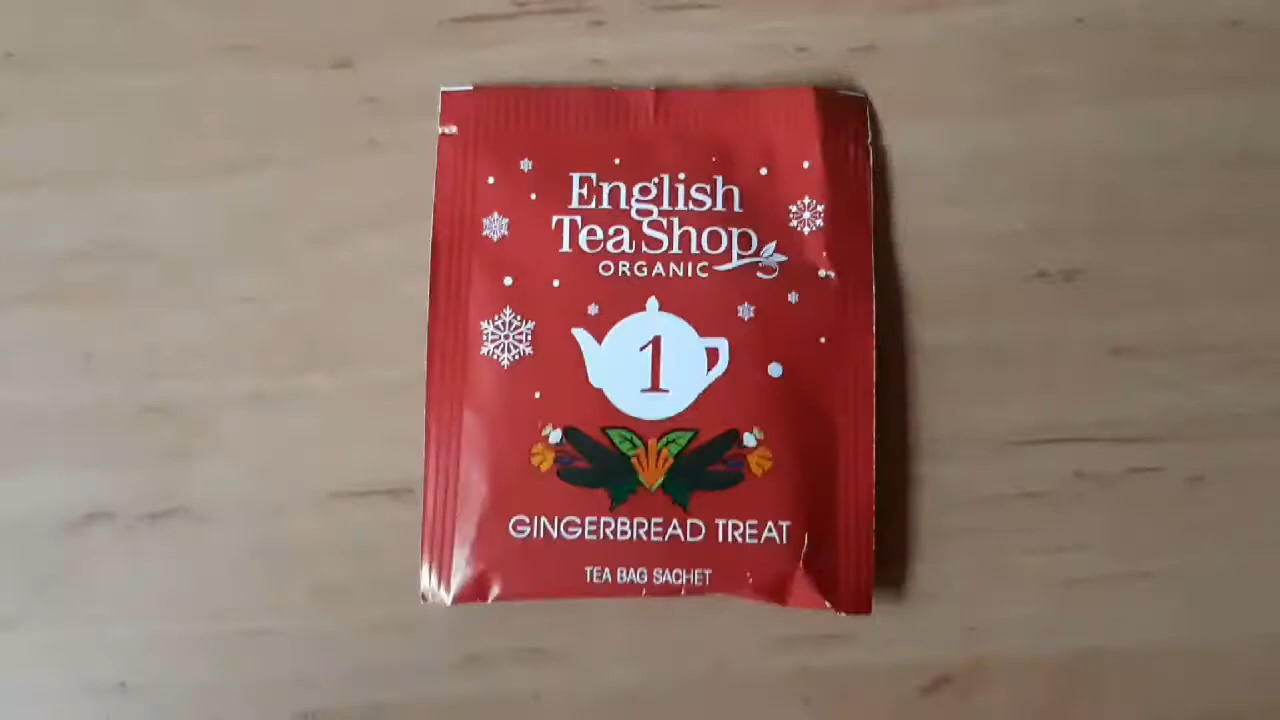 English
Tea Shop
ORGANIC
1
GINGERBREAD TREAT
TEA BAG SACHET